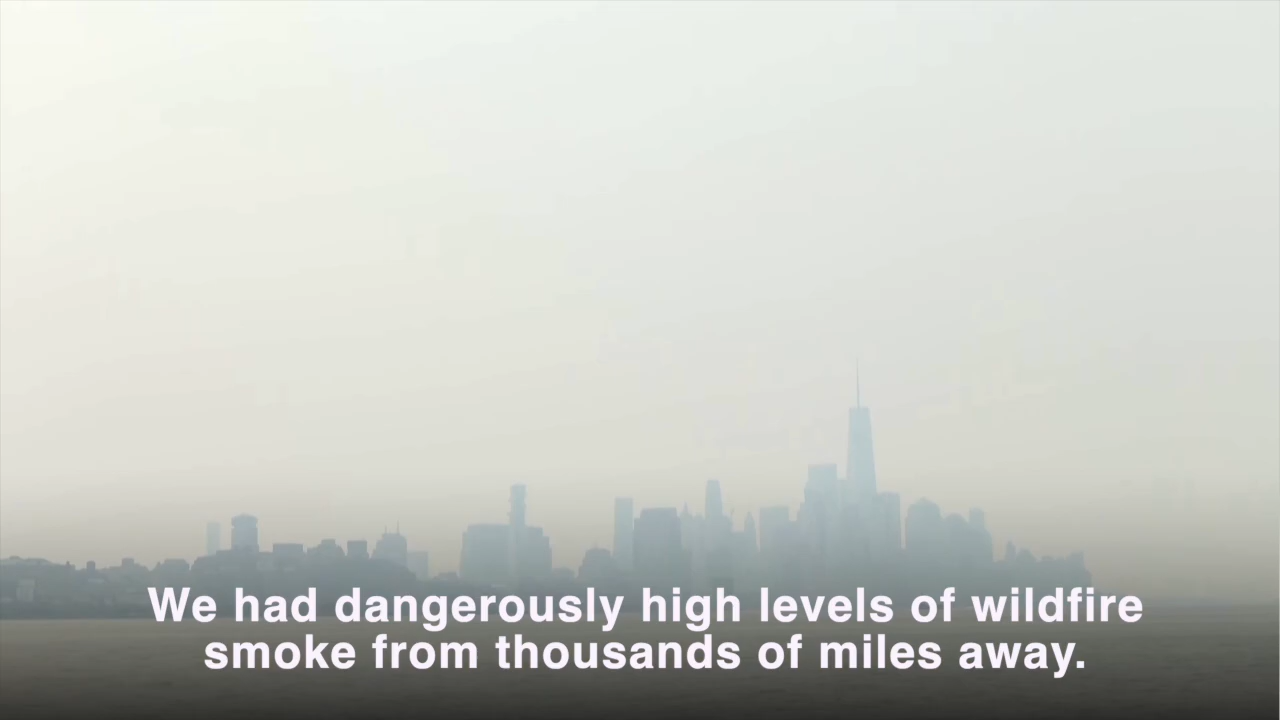 We had dangerously high levels of wildfire
smoke from thousands of miles away.